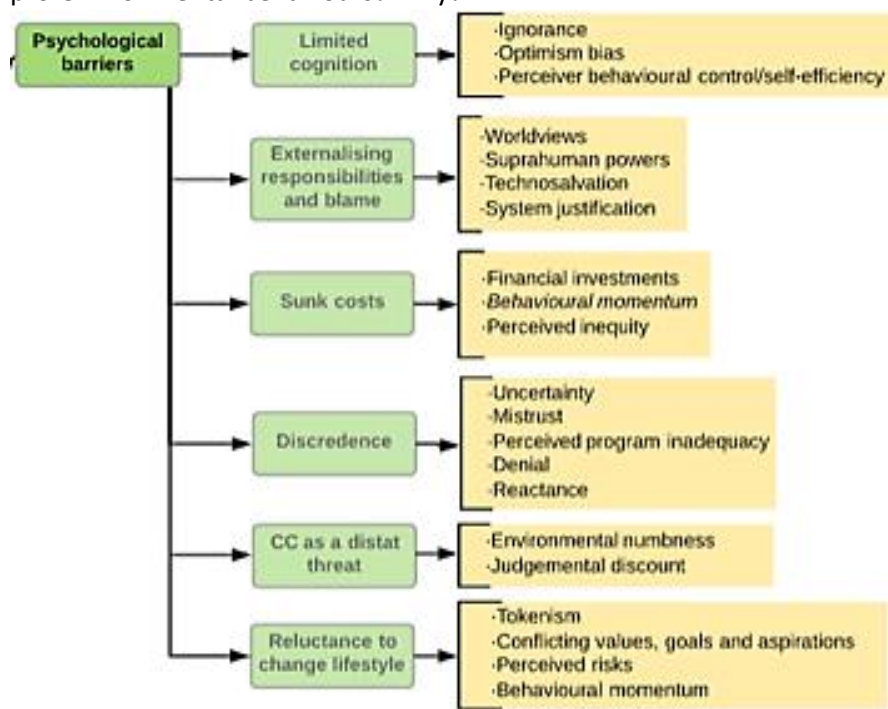 Psychological
barriers
Limited
cognition
·Ignorance
·Optimism bias
·Perceiver behavioural control/self-efficiency
Externalising
responsibilities
and blame
·Worldviews
·Suprahuman powers
·Technosalvation
·System justification
Sunk costs
·Financial investments
·Behavioural momentum
·Perceived inequity
Discredence
·Uncertainty
·Mistrust
·Perceived program inadequacy
·Denial
·Reactance
CC as a distat
threat
·Environmental numbness
·Judgemental discount
Reluctance to
change lifestyle
·Tokenism
·Conflicting values, goals and aspirations
·Perceived risks
·Behavioural momentum